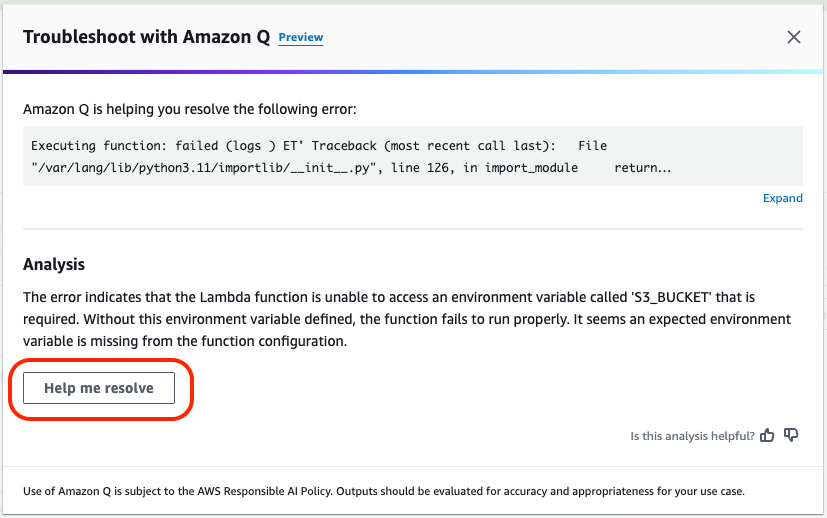 Troubleshoot with Amazon Q Preview
Amazon Q is helping you resolve the following error:
Executing function: failed (logs ) ET' Traceback (most recent call last):   File
"/var/lang/lib/python3.11/importlib/__init__.py", line 126, in import_module     return...
Expand
Analysis
The error indicates that the Lambda function is unable to access an environment variable called 'S3_BUCKET' that is
required. Without this environment variable defined, the function fails to run properly. It seems an expected environment
variable is missing from the function configuration.
Help me resolve
Is this analysis helpful?
Use of Amazon Q is subject to the AWS Responsible AI Policy. Outputs should be evaluated for accuracy and appropriateness for your use case.